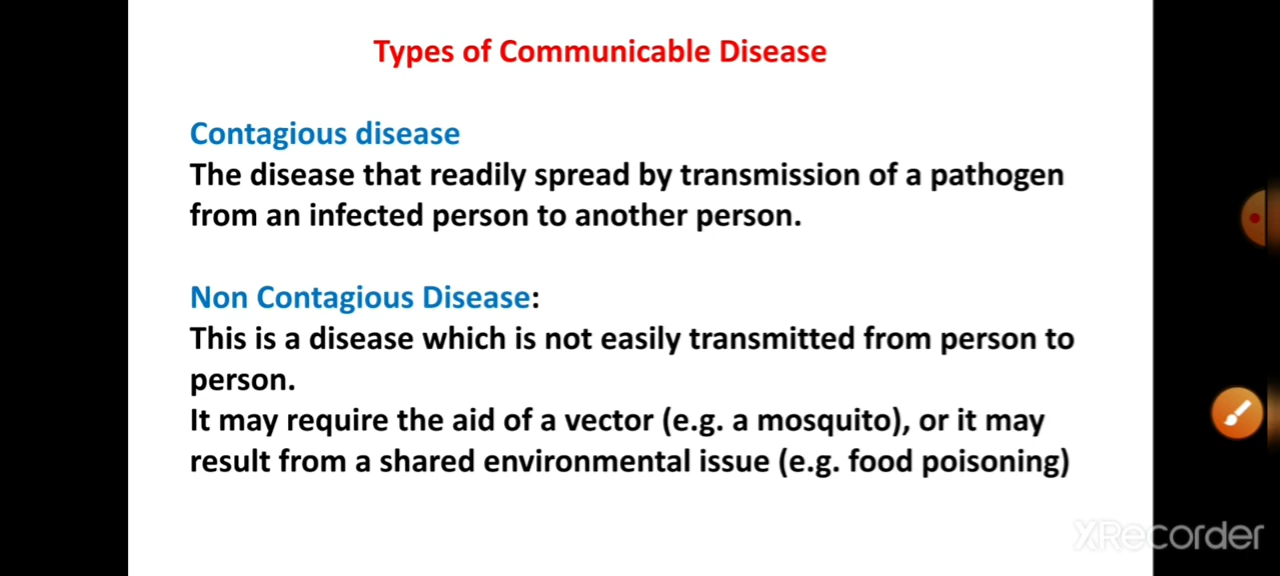 Types of Communicable Disease
Contagious disease
The disease that readily spread by transmission of a pathogen
from an infected person to another person.
Non Contagious Disease:
This is a disease which is not easily transmitted from person to
person.
It may require the aid of a vector (e.g. a mosquito), or it may
result from a shared environmental issue (e.g. food poisoning)
XRecorder